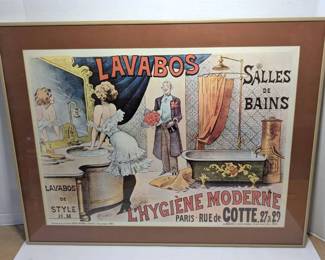 LAVABOS
SALLES
DE
BAINS
LAVABOS
DE
STYLE
L'HYGIÈNE MODERNE
PARIS · RUE DE COTTE, 27 & 29